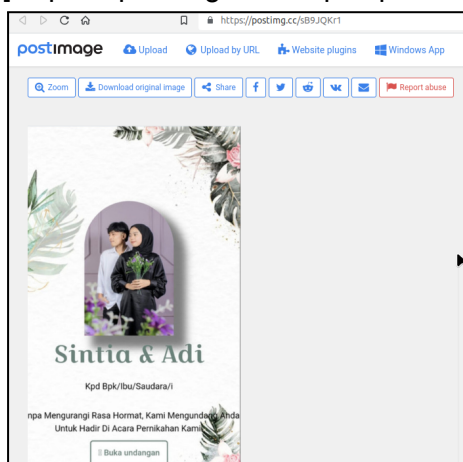 https://postimg.cc/sB9JQKr1
postimage Upload Upload by URL Website plugins Windows App
Zoom Download original image Share Report abuse
Sintia & Adi
Kpd Bpk/Ibu/Saudara/i
npa Mengurangi Rasa Hormat, Kami Mengundang Anda
Untuk Hadir Di Acara Pernikahan Kami
Buka undangan